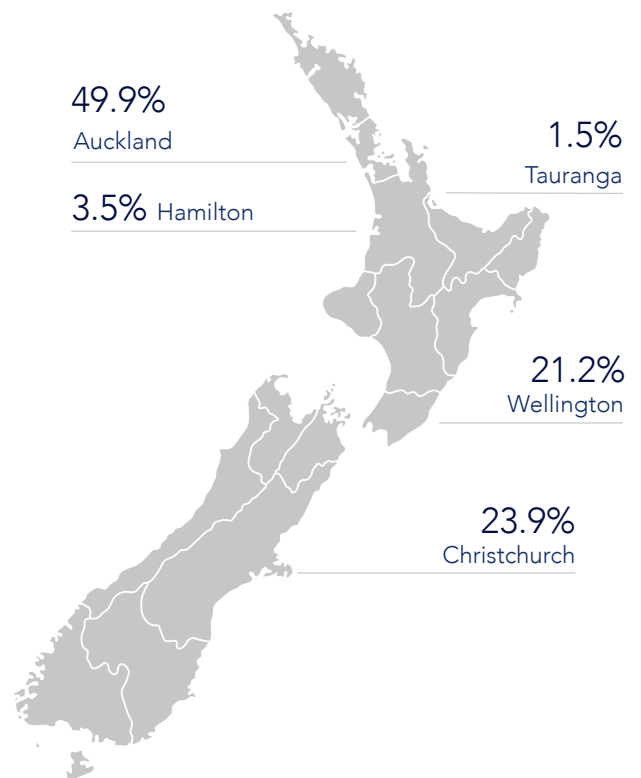 49.9%
Auckland
3.5% Hamilton
1.5%
Tauranga
21.2%
Wellington
23.9%
Christchurch